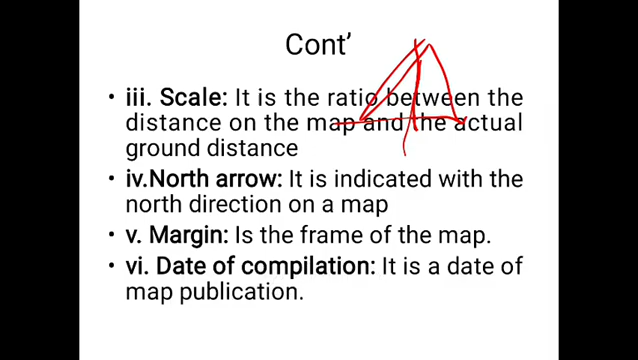 Cont'
• iii. Scale: It is the ratio between the
distance on the map and the actual
ground distance
• iv.North arrow: It is indicated with the
north direction on a map
• v. Margin: Is the frame of the map.
• vi. Date of compilation: It is a date of
map publication.